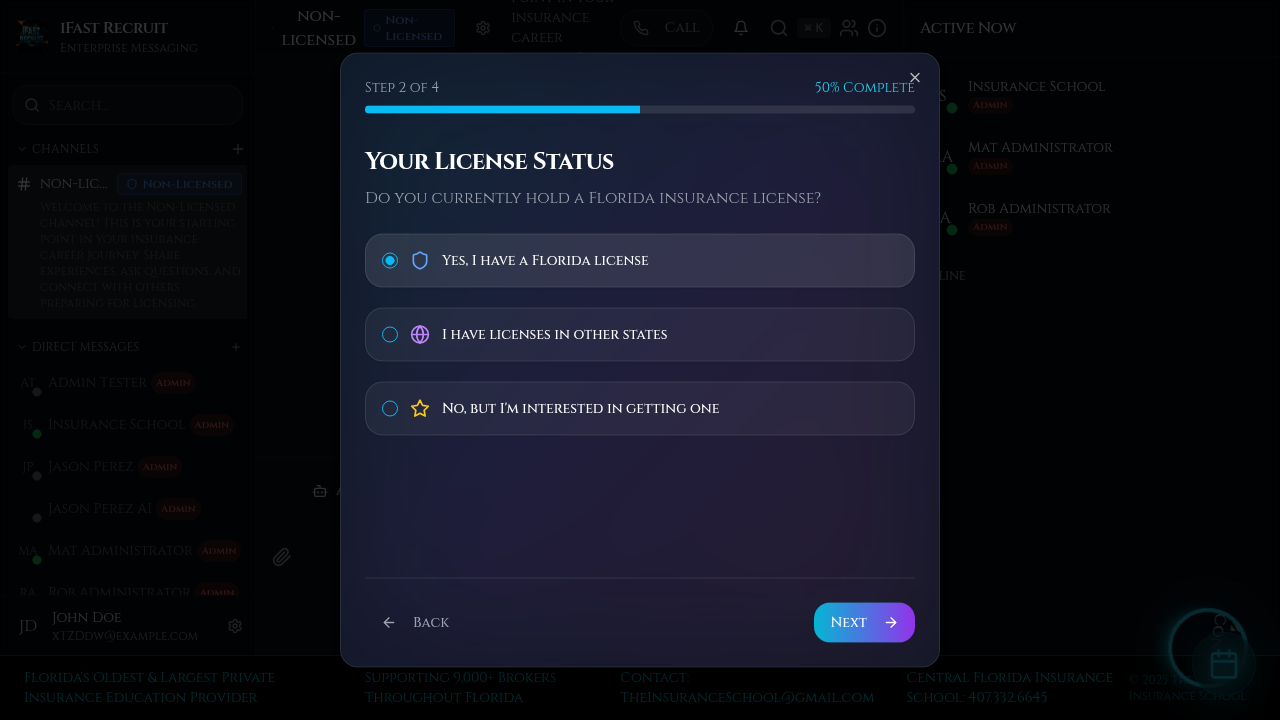 iFast Recruit
Enterprise Messaging
Search...
Channels
non-lic...
Non-Licensed
Welcome to the Non-Licensed
channel! This is your starting
point in your insurance
career journey. Share
experiences, ask questions, and
connect with others
preparing for licensing.
Direct Messages
Admin Tester
Admin
IS
Insurance School
Admin
JP
Jason Perez
Admin
Jason Perez AI
Admin
MA
Mat Administrator
Admin
RA
Rob Administrator
Admin
JD
John Doe
xtzddw@example.com
non-
licensed
Non-
Licensed
point in your
insurance
career
Call
⌘ K
Active Now
Insurance School
Admin
Mat Administrator
Admin
Rob Administrator
Admin
Step 2 of 4
50% Complete
Your License Status
Do you currently hold a Florida insurance license?
Yes, I have a Florida license
I have licenses in other states
No, but I'm interested in getting one
Back
Next
Florida's Oldest & Largest Private
Insurance Education Provider
Supporting 9,000+ Brokers
Throughout Florida
Contact:
TheInsuranceSchool@gmail.com
Central Florida Insurance
School: 407.332.6645
© 2025
Insurance School